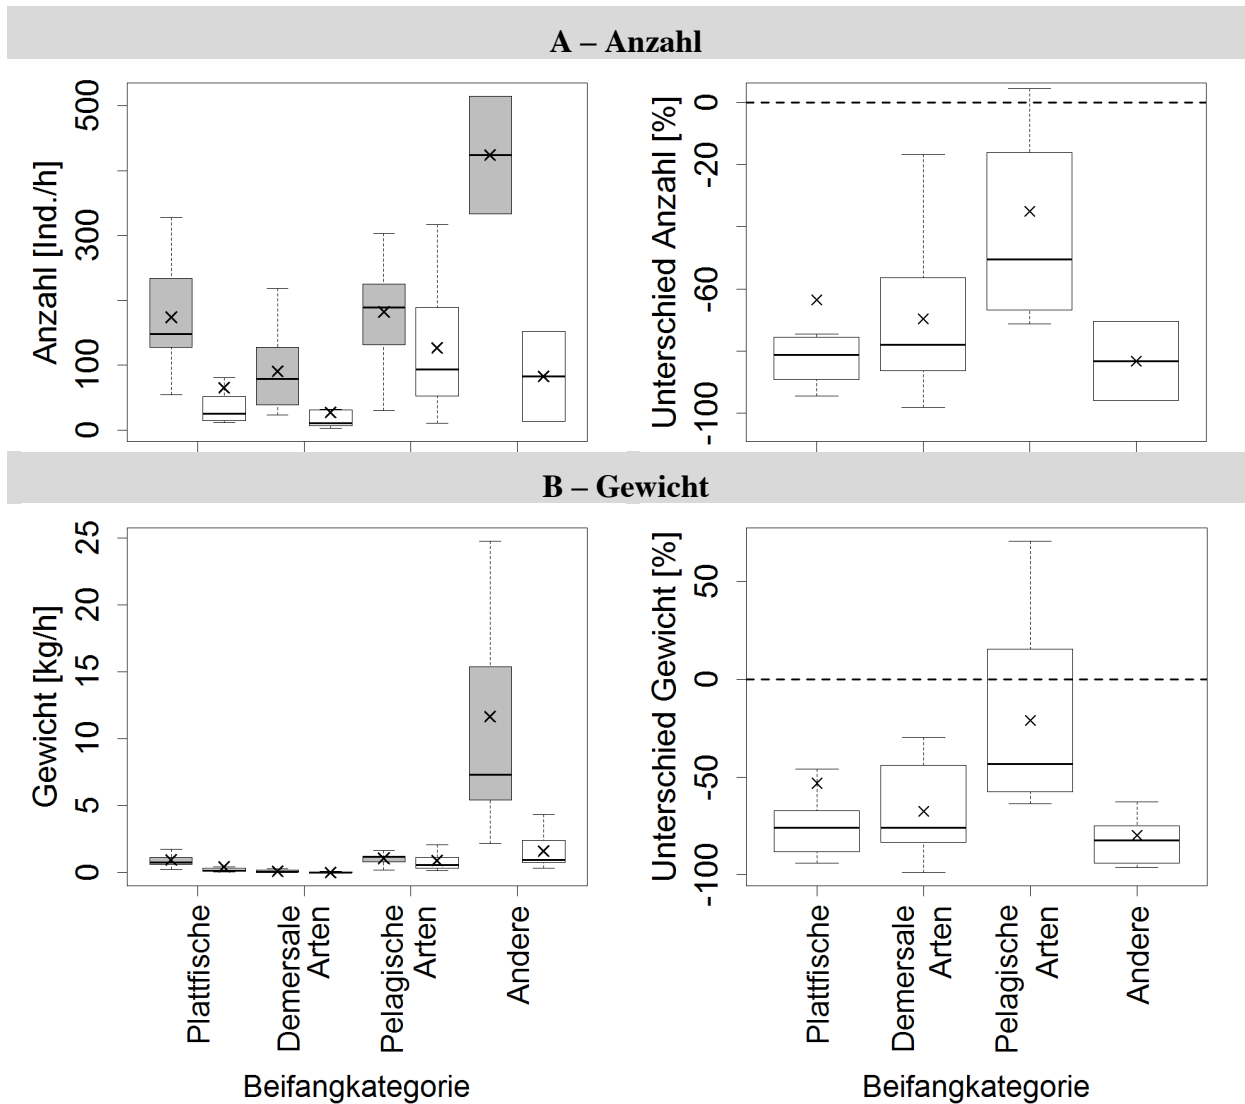 A – Anzahl
Anzahl [Ind./h]
500
300
100
0
Unterschied Anzahl [%]
0
-20
-60
-100
B – Gewicht
Gewicht [kg/h]
25
20
15
10
5
0
Plattfische
Demersale
Arten
Pelagische
Arten
Andere
Beifangkategorie
Unterschied Gewicht [%]
50
0
-50
-100
Plattfische
Demersale
Arten
Pelagische
Arten
Andere
Beifangkategorie